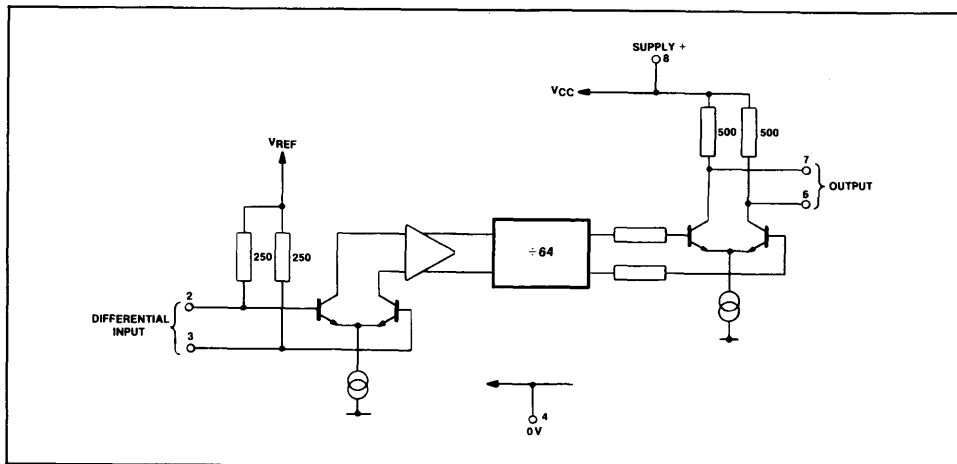 SUPPLY +
8
VCC
500
500
7
OUTPUT
6
VREF
250
250
÷64
2
DIFFERENTIAL
INPUT
3
4
0V